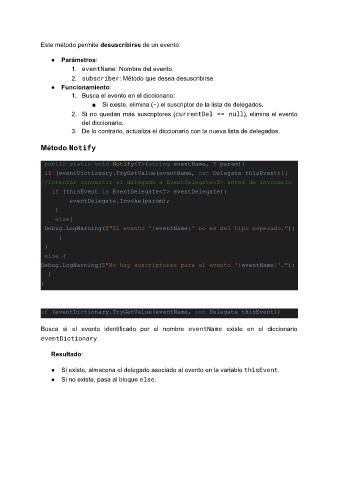 Este método permite desuscribirse de un evento:
● Parámetros:
1. eventName: Nombre del evento.
2. subscriber: Método que desea desuscribirse.
● Funcionamiento:
1. Busca el evento en el diccionario:
■ Si existe, elimina (-) el suscriptor de la lista de delegados.
2. Si no quedan más suscriptores (currentDel == null), elimina el evento
del diccionario.
3. De lo contrario, actualiza el diccionario con la nueva lista de delegados.
Método Notify
public static void Notify<T>(string eventName, T param){
if (eventDictionary.TryGetValue(eventName, out Delegate thisEvent)){
//Intentar convertir el delegado a EventDelegate<T> antes de invocarlo
if (thisEvent is EventDelegate<T> eventDelegate){
eventDelegate.Invoke(param);
}
else{
Debug.LogWarning($"El evento '{eventName}' no es del tipo esperado.");
}
}
else {
Debug.LogWarning($"No hay suscriptores para el evento '{eventName}'.");
}
}
if (eventDictionary.TryGetValue(eventName, out Delegate thisEvent))
Busca si el evento identificado por el nombre eventName existe en el diccionario
eventDictionary.
Resultado:
● Si existe, almacena el delegado asociado al evento en la variable thisEvent.
● Si no existe, pasa al bloque else.